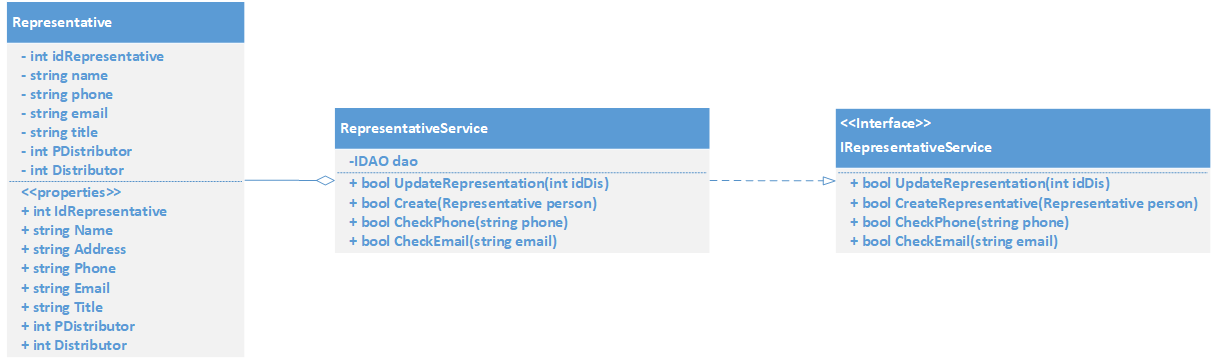 Representative
- int idRepresentative
- string name
- string phone
- string email
- string title
- int PDistributor
- int Distributor
<<properties>>
+ int IdRepresentative
+ string Name
+ string Address
+ string Phone
+ string Email
+ string Title
+ int PDistributor
+ int Distributor
RepresentativeService
-IDAO dao
+ bool UpdateRepresentation(int idDis)
+ bool Create(Representative person)
+ bool CheckPhone(string phone)
+ bool CheckEmail(string email)
<<Interface>>
IRepresentativeService
+ bool UpdateRepresentation(int idDis)
+ bool CreateRepresentative(Representative person)
+ bool CheckPhone(string phone)
+ bool CheckEmail(string email)